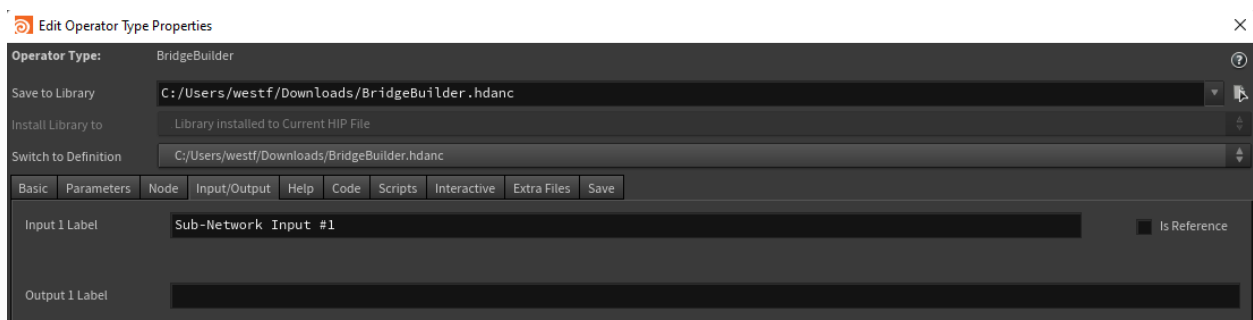 Edit Operator Type Properties
Operator Type: BridgeBuilder
Save to Library C:/Users/westf/Downloads/BridgeBuilder.hdanc
Install Library to Library installed to Current HIP File
Switch to Definition C:/Users/westf/Downloads/BridgeBuilder.hdanc
Basic Parameters Node Input/Output Help Code Scripts Interactive Extra Files Save
Input 1 Label Sub-Network Input #1 Is Reference
Output 1 Label